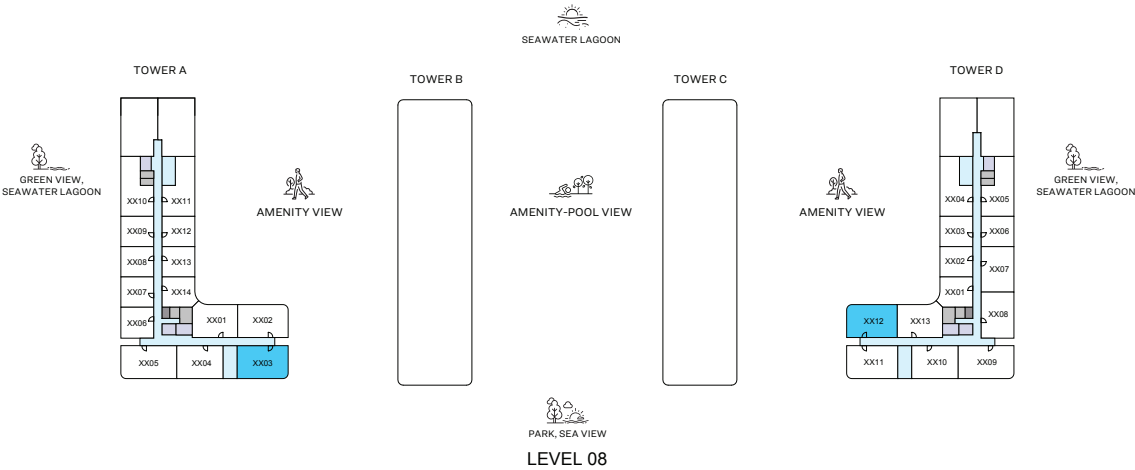 SEAWATER LAGOON
TOWER A
TOWER B
TOWER C
TOWER D
GREEN VIEW,
SEAWATER LAGOON
AMENITY VIEW
AMENITY-POOL VIEW
AMENITY VIEW
GREEN VIEW,
SEAWATER LAGOON
XX10 XX11
XX09 XX12
XX08 XX13
XX07 XX14
XX06 XX01 XX02
XX05 XX04 XX03
XX04 XX05
XX03 XX06
XX02 XX07
XX01
XX12 XX13 XX08
XX11 XX10 XX09
PARK, SEA VIEW
LEVEL 08